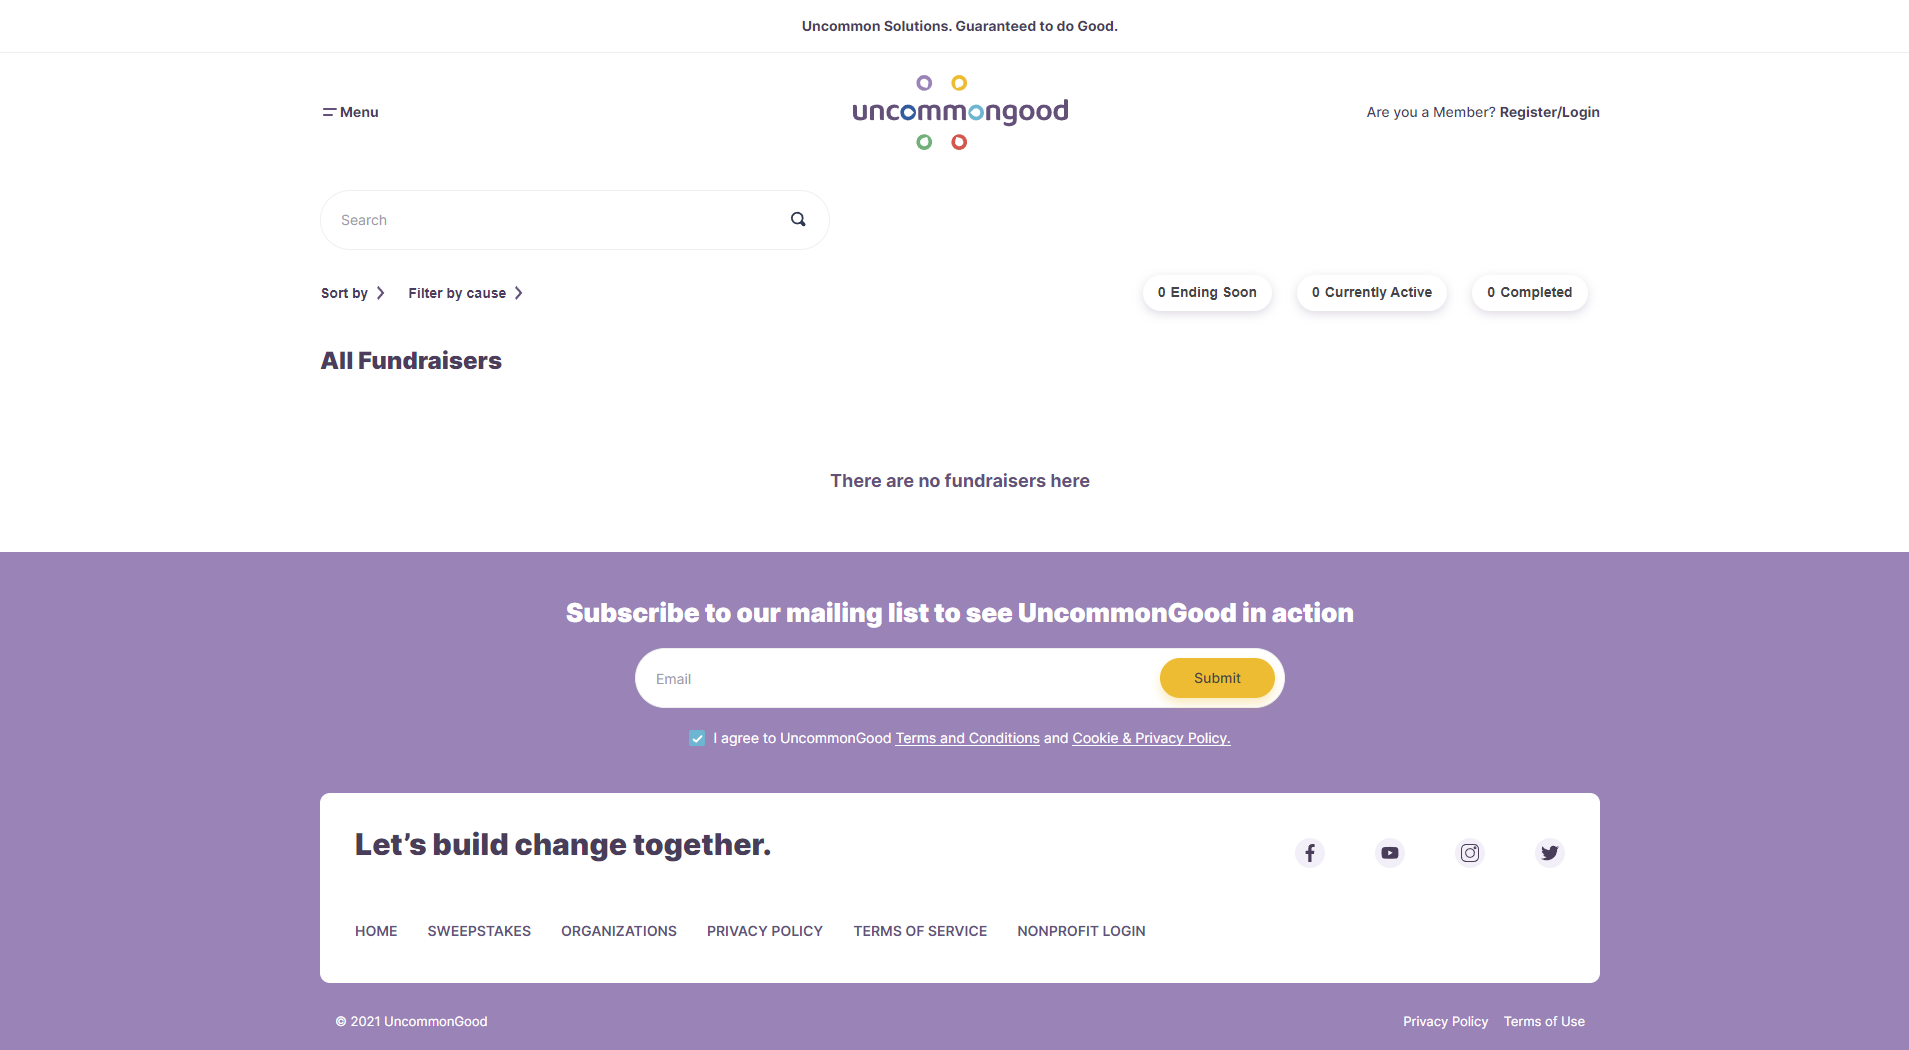 Uncommon Solutions. Guaranteed to do Good.
Menu
uncommongood
Are you a Member? Register/Login
Search
Sort by
Filter by cause
0 Ending Soon
0 Currently Active
0 Completed
All Fundraisers
There are no fundraisers here
Subscribe to our mailing list to see UncommonGood in action
Email
Submit
I agree to UncommonGood Terms and Conditions and Cookie & Privacy Policy.
Let’s build change together.
HOME
SWEEPSTAKES
ORGANIZATIONS
PRIVACY POLICY
TERMS OF SERVICE
NONPROFIT LOGIN
© 2021 UncommonGood
Privacy Policy
Terms of Use